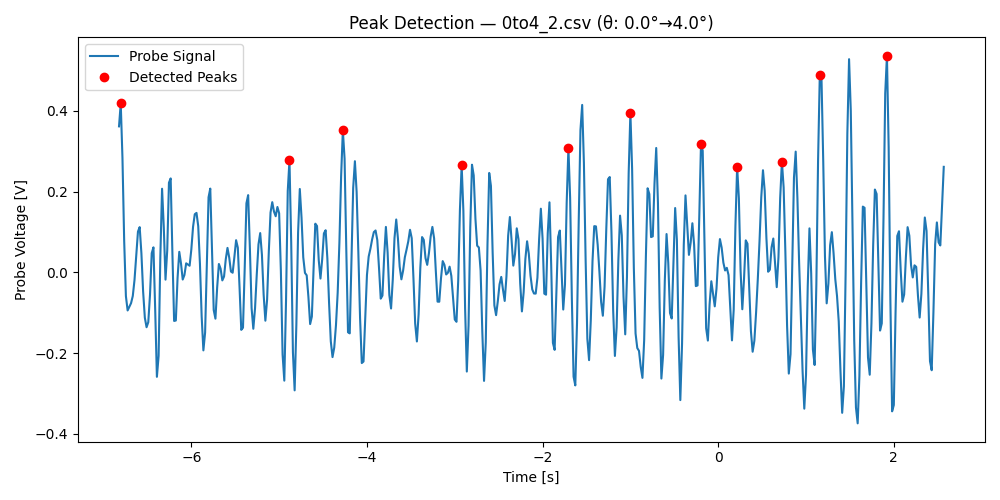 Peak Detection — 0to4_2.csv (θ: 0.0°→4.0°)
Probe Signal
Detected Peaks
Probe Voltage [V]
0.4
0.2
0.0
−0.2
−0.4
−6
−4
−2
0
2
Time [s]